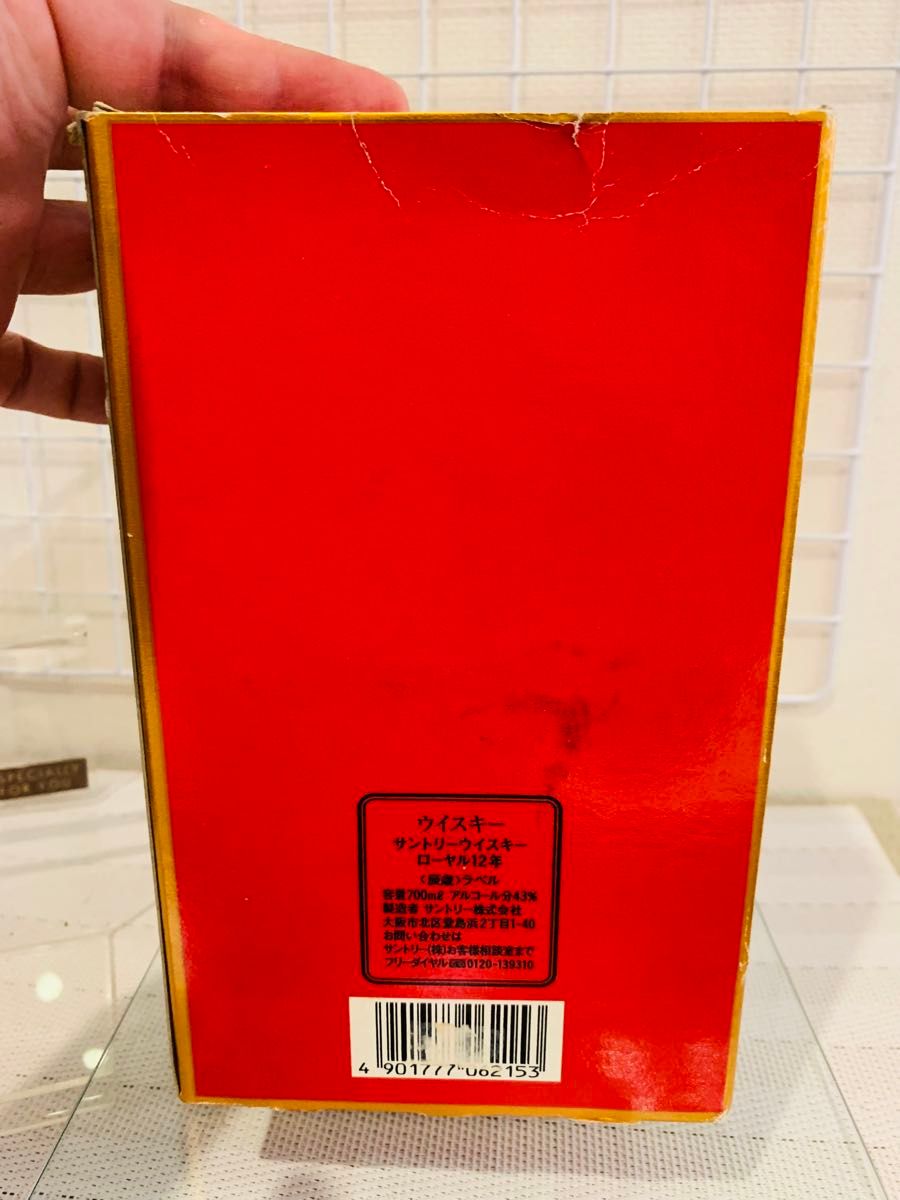 SPECIALLY
FOR YOU
ウイスキー
サントリーウイスキー
ローヤル12年
ラベル
容量700mℓ アルコール分43%
製造者 サントリー株式会社
大阪市北区堂島浜2丁目1-40
お問い合わせは
サントリー(株)お客様相談室まで
フリーダイヤル 0120-139310
4 901777 062153